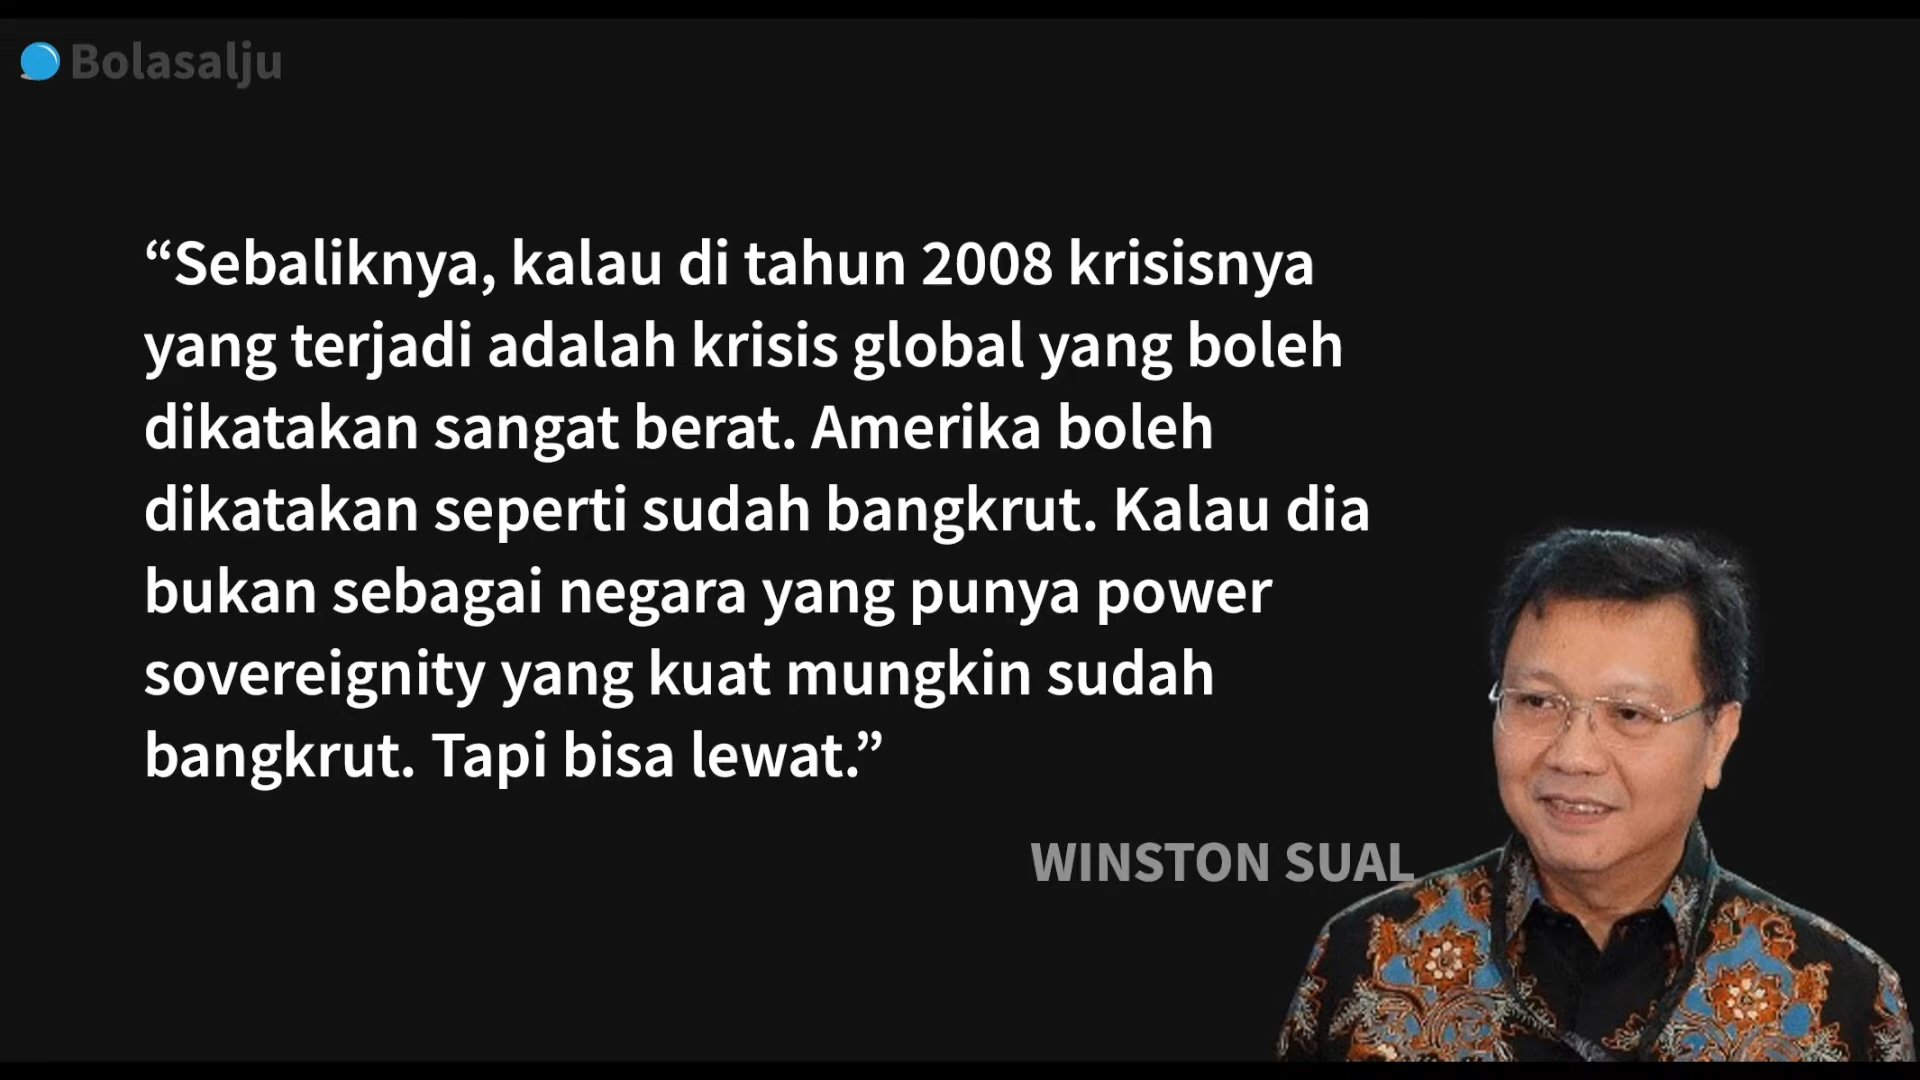 Bolasalju
“Sebaliknya, kalau di tahun 2008 krisisnya
yang terjadi adalah krisis global yang boleh
dikatakan sangat berat. Amerika boleh
dikatakan seperti sudah bangkrut. Kalau dia
bukan sebagai negara yang punya power
sovereignity yang kuat mungkin sudah
bangkrut. Tapi bisa lewat.”
WINSTON SUAL